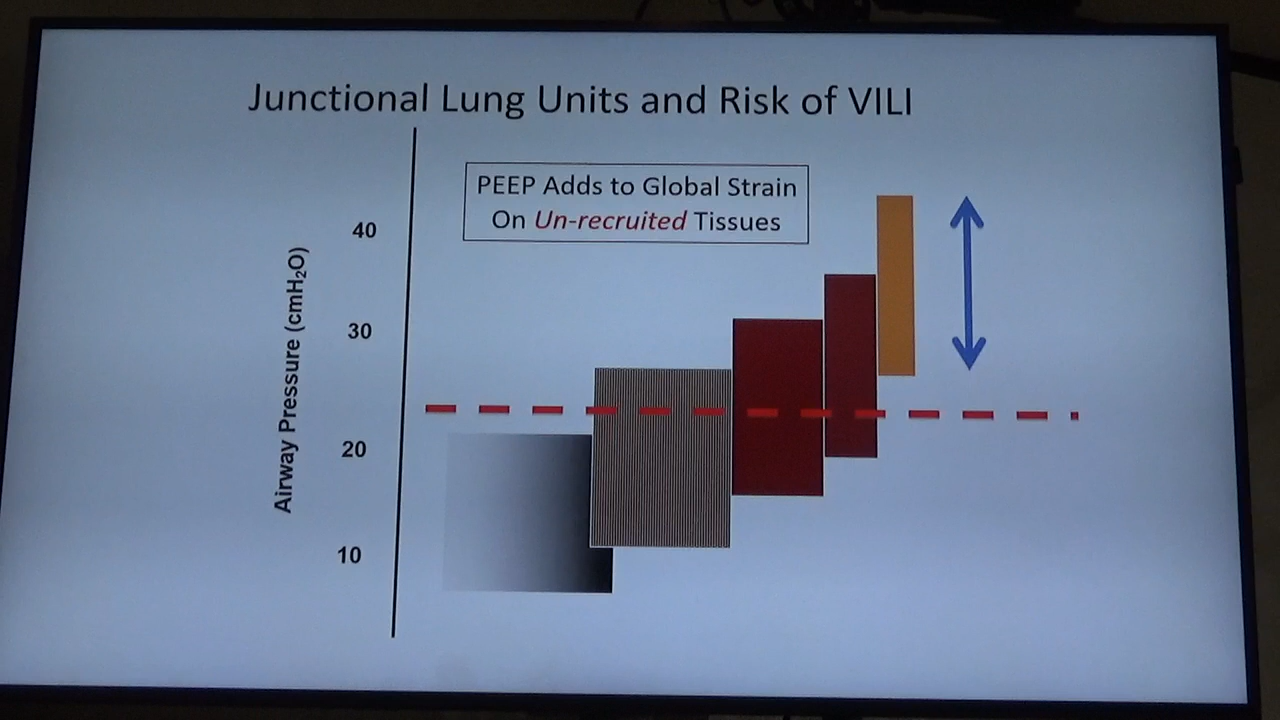 Junctional Lung Units and Risk of VILI
PEEP Adds to Global Strain
On Un-recruited Tissues
Airway Pressure (cmH₂O)
40
30
20
10